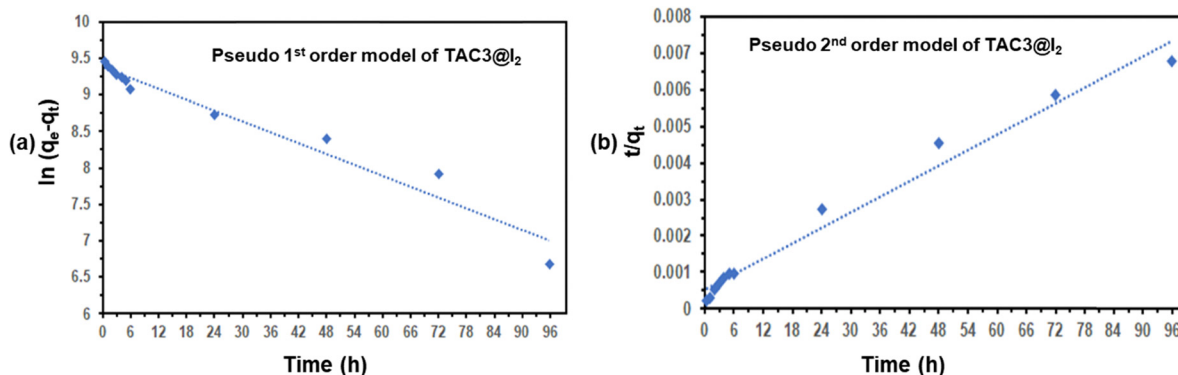 (a)
Pseudo 1st order model of TAC3@I2
ln (qe-qt)
10
9.5
9
8.5
8
7.5
7
6.5
6
0 6 12 18 24 30 36 42 48 54 60 66 72 78 84 90 96
Time (h)
(b)
Pseudo 2nd order model of TAC3@I2
t/qt
0.008
0.007
0.006
0.005
0.004
0.003
0.002
0.001
0
0 6 12 18 24 30 36 42 48 54 60 66 72 78 84 90 96
Time (h)